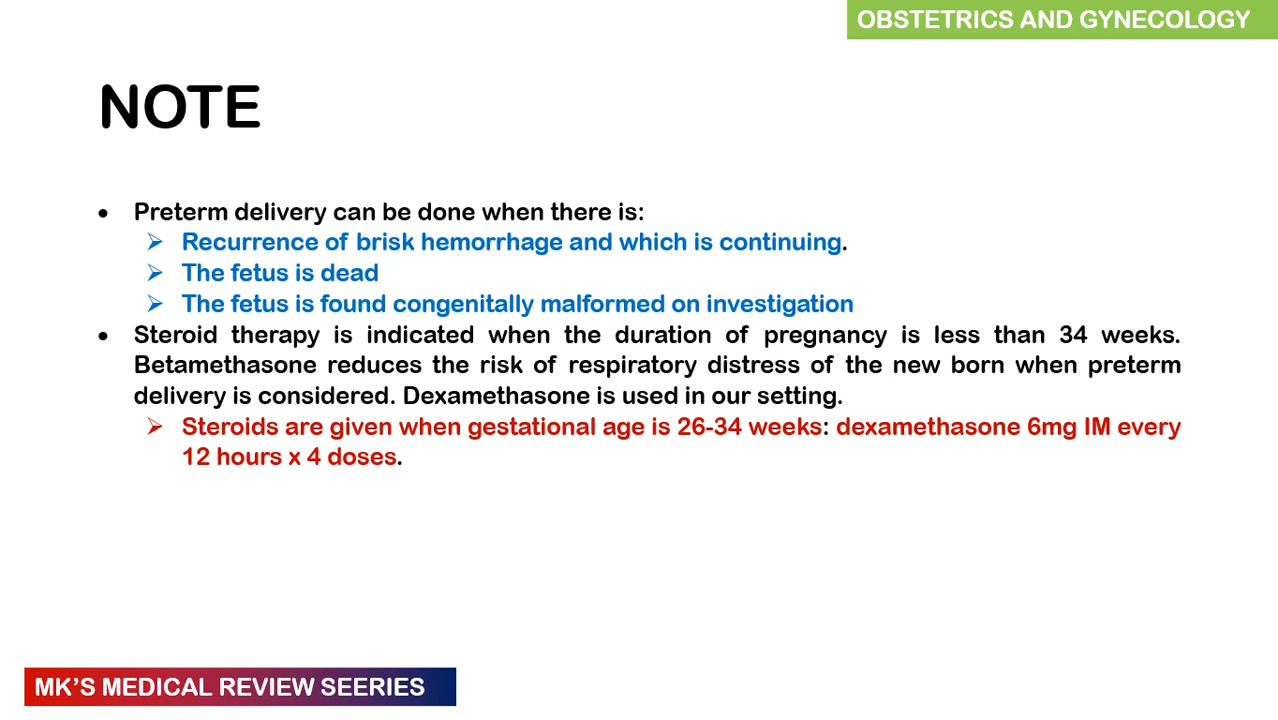 OBSTETRICS AND GYNECOLOGY
NOTE
• Preterm delivery can be done when there is:
➢ Recurrence of brisk hemorrhage and which is continuing.
➢ The fetus is dead
➢ The fetus is found congenitally malformed on investigation
• Steroid therapy is indicated when the duration of pregnancy is less than 34 weeks.
Betamethasone reduces the risk of respiratory distress of the new born when preterm
delivery is considered. Dexamethasone is used in our setting.
➢ Steroids are given when gestational age is 26-34 weeks: dexamethasone 6mg IM every
12 hours x 4 doses.
MK'S MEDICAL REVIEW SEERIES